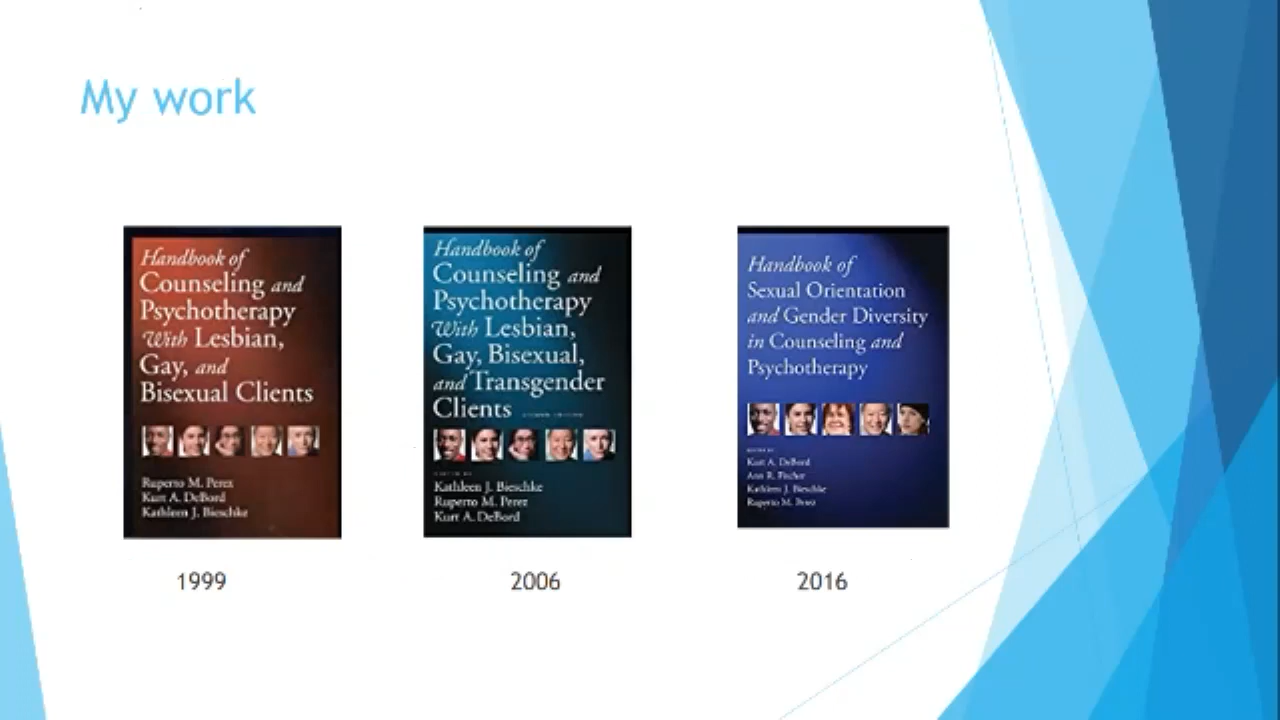 My work
Handbook of
Counseling and
Psychotherapy
With Lesbian,
Gay, and
Bisexual Clients
Ruperto M. Perez
Kurt A. DeBord
Kathleen J. Bieschke
1999
Handbook of
Counseling and
Psychotherapy
With Lesbian,
Gay, Bisexual,
and Transgender
Clients
Kathleen J. Bieschke
Ruperto M. Perez
Kurt A. DeBord
2006
Handbook of
Sexual Orientation
and Gender Diversity
in Counseling and
Psychotherapy
Kurt A. DeBord
Ann R. Fischer
Kathleen J. Bieschke
Ruperto M. Perez
2016